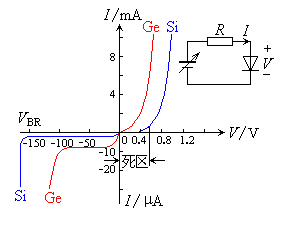 I/mA
Ge
Si
R
I
+
V
−
8
4
V_BR
-150
-100
-50
0
0.4
0.8
1.2
V/V
-10
-20
死区
Si
Ge
I/μA